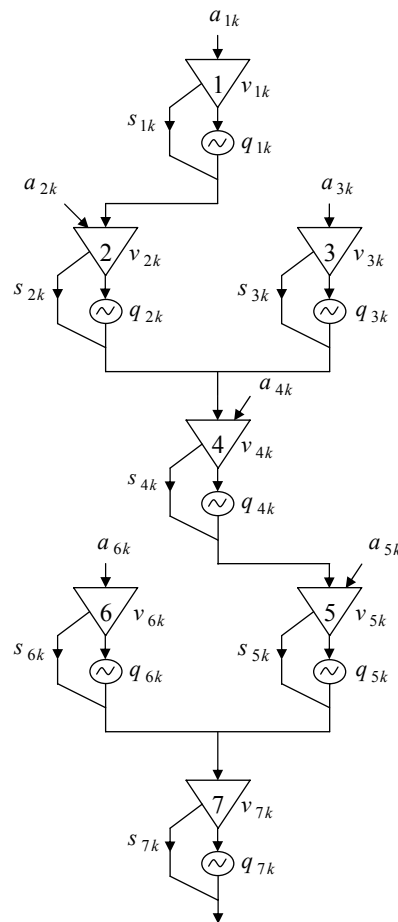 a1k
1 v1k
s1k
q1k
a2k a3k
2 v2k 3 v3k
s2k q2k s3k q3k
a4k
4 v4k
s4k
q4k
a6k a5k
6 v6k 5 v5k
s6k q6k s5k q5k
7 v7k
s7k
q7k